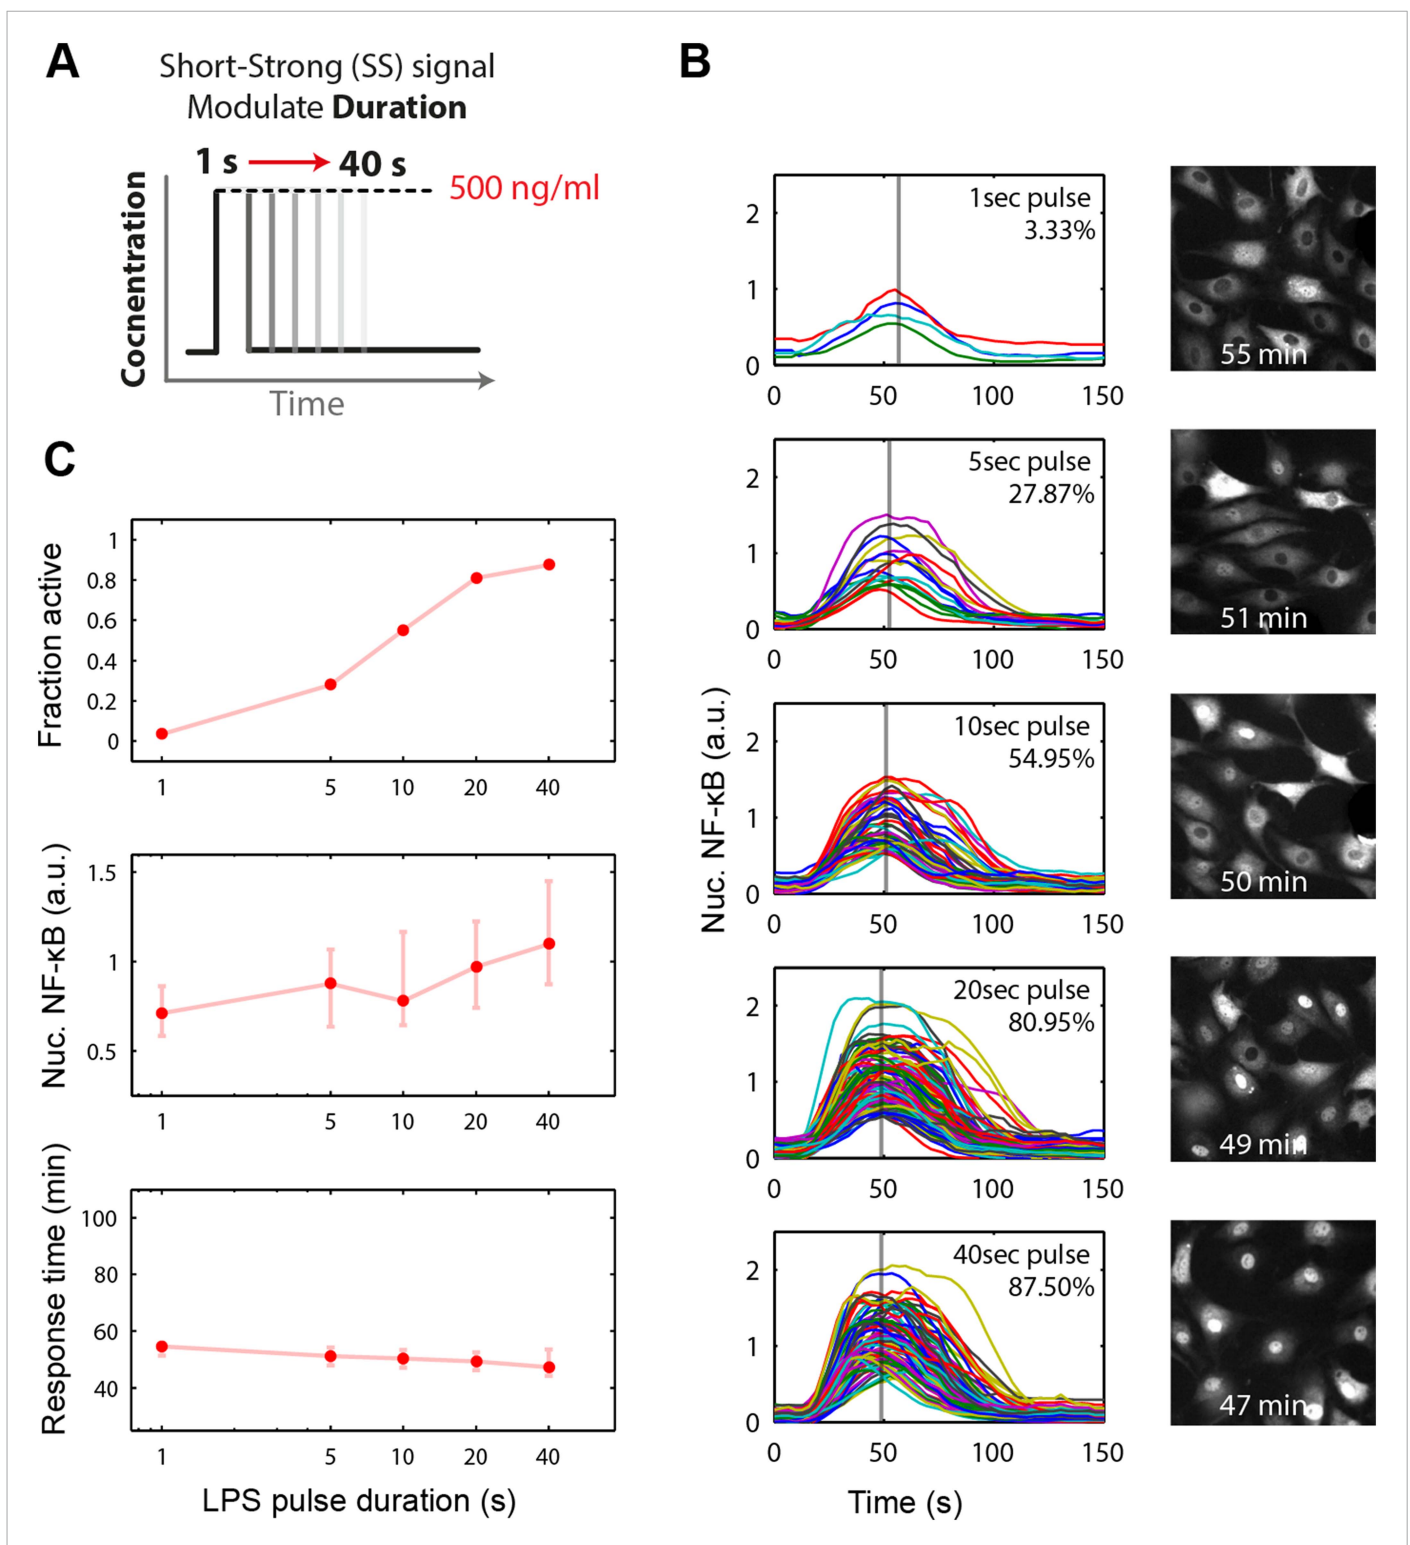 A
Short-Strong (SS) signal
Modulate Duration
1 s
40 s
500 ng/ml
Cocnentration
Time
B
1sec pulse
3.33%
2
1
0
0 50 100 150
55 min
5sec pulse
27.87%
2
1
0
0 50 100 150
51 min
10sec pulse
54.95%
2
1
0
0 50 100 150
50 min
20sec pulse
80.95%
2
1
0
0 50 100 150
49 min
40sec pulse
87.50%
2
1
0
0 50 100 150
47 min
Nuc. NF-κB (a.u.)
Time (s)
C
Fraction active
1
0.8
0.6
0.4
0.2
0
1 5 10 20 40
Nuc. NF-κB (a.u.)
1.5
1
0.5
1 5 10 20 40
Response time (min)
100
80
60
40
1 5 10 20 40
LPS pulse duration (s)